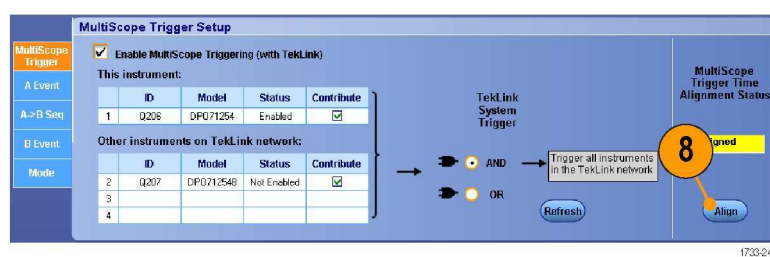 MultiScope Trigger Setup
MultiScope
Trigger
A Event
A->B Seq
B Event
Mode
Enable MultiScope Triggering (with TekLink)
This instrument:
ID Model Status Contribute
1 Q206 DPO71254 Enabled
Other instruments on TekLink network:
ID Model Status Contribute
2 Q207 DPO71254B Not Enabled
3
4
TekLink
System
Trigger
AND
OR
Trigger all instruments
in the TekLink network
Refresh
MultiScope
Trigger Time
Alignment Status
8
Align
1733-24